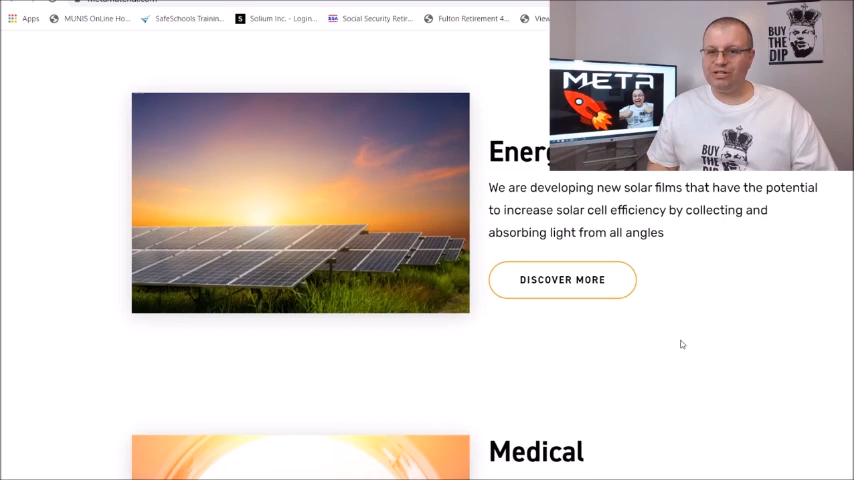 Apps
MUNIS OnLine Ho...
SafeSchools Trainin...
Solium Inc. - Login...
Social Security Retir...
Fulton Retirement 4...
View
BUY
THE
DIP
META
BUY
THE
Ener
We are developing new solar films that have the potential
to increase solar cell efficiency by collecting and
absorbing light from all angles
DISCOVER MORE
Medical